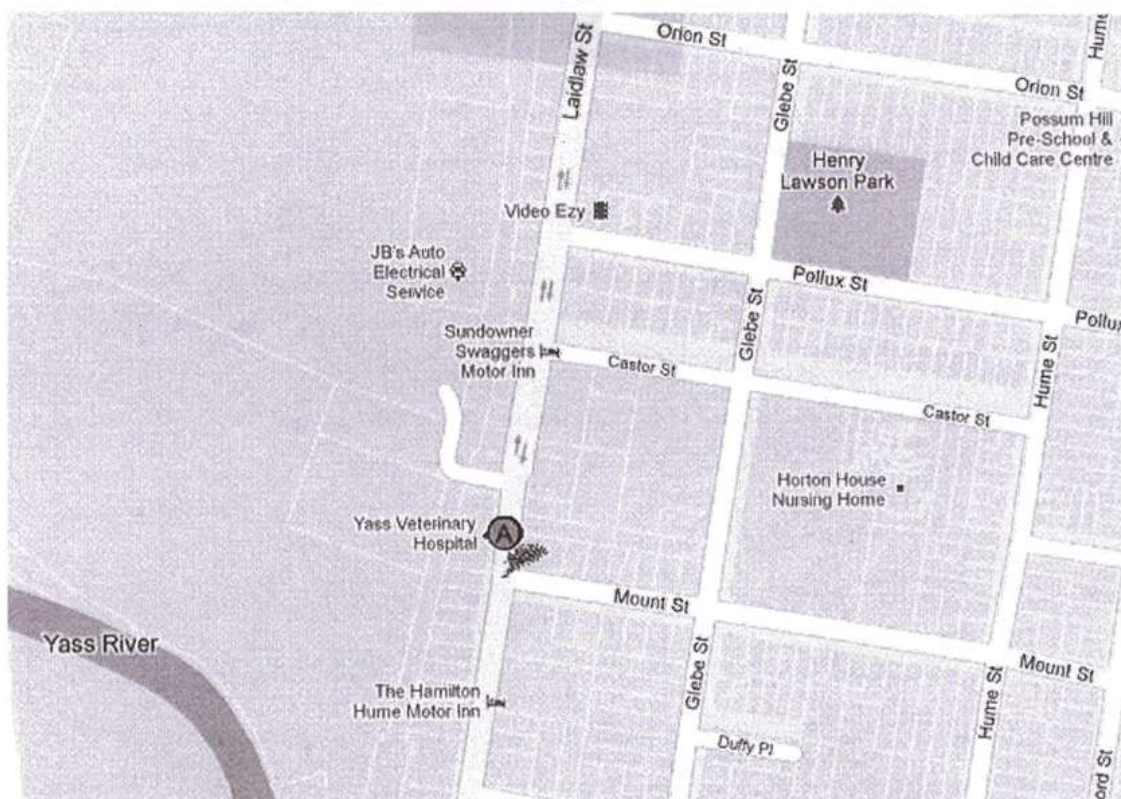 Orion St
Laidlaw St
Glebe St
Hume
Orion St
Possum Hill
Pre-School &
Child Care Centre
Henry
Lawson Park
Video Ezy
JB's Auto
Electrical
Service
Pollux St
Pollux
Glebe St
Sundowner
Swaggers
Motor Inn
Castor St
Hume St
Castor St
Horton House
Nursing Home
Yass Veterinary
Hospital
A
Mount St
Yass River
Glebe St
Mount St
Hume St
The Hamilton
Hume Motor Inn
Duffy Pl
ord St